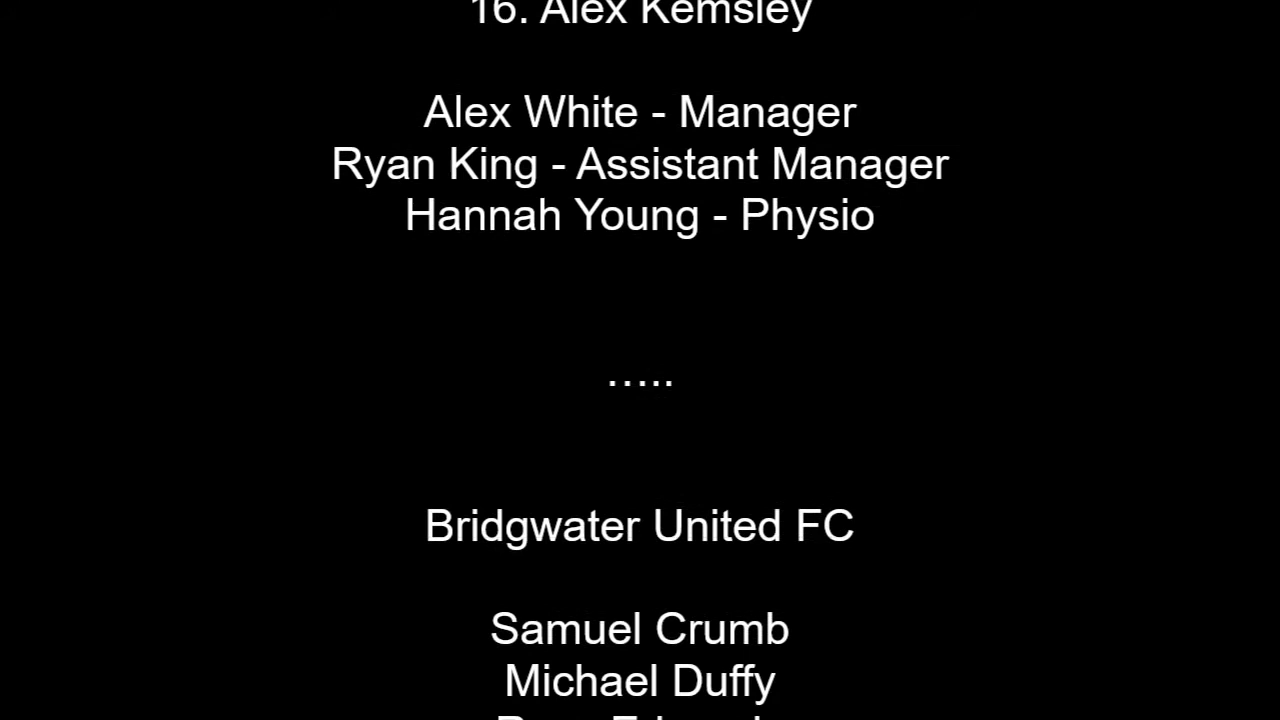 16. Alex Kemsley
Alex White - Manager
Ryan King - Assistant Manager
Hannah Young - Physio
.....
Bridgwater United FC
Samuel Crumb
Michael Duffy